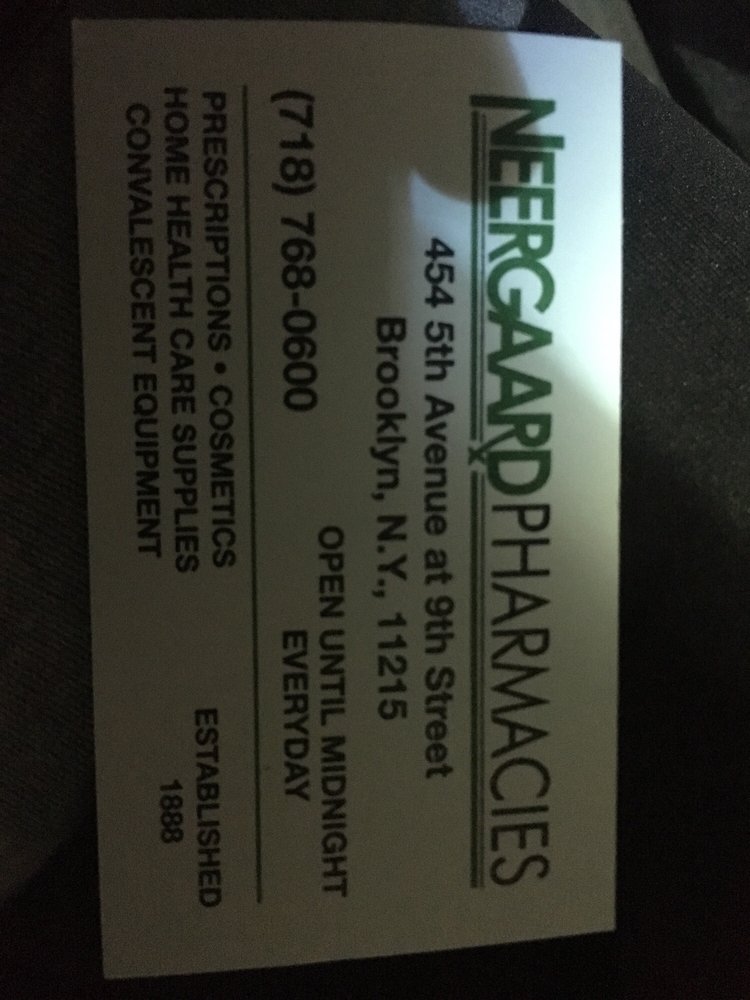 NEERGAARD PHARMACIES
Rx
454 5th Avenue at 9th Street
Brooklyn, N.Y., 11215
(718) 768-0600
OPEN UNTIL MIDNIGHT
EVERYDAY
PRESCRIPTIONS • COSMETICS
HOME HEALTH CARE SUPPLIES
CONVALESCENT EQUIPMENT
ESTABLISHED
1888